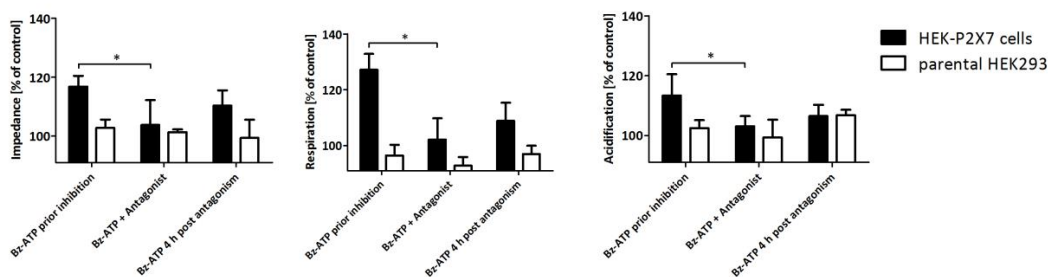 140
120
100
Impedance [% of control]
*
Bz-ATP prior inhibition
Bz-ATP + Antagonist
Bz-ATP 4 h post antagonism
140
120
100
Respiration [% of control]
*
Bz-ATP prior inhibition
Bz-ATP + Antagonist
Bz-ATP 4 h post antagonism
140
120
100
Acidification [% of control]
*
Bz-ATP prior inhibition
Bz-ATP + Antagonist
Bz-ATP 4 h post antagonism
HEK-P2X7 cells
parental HEK293